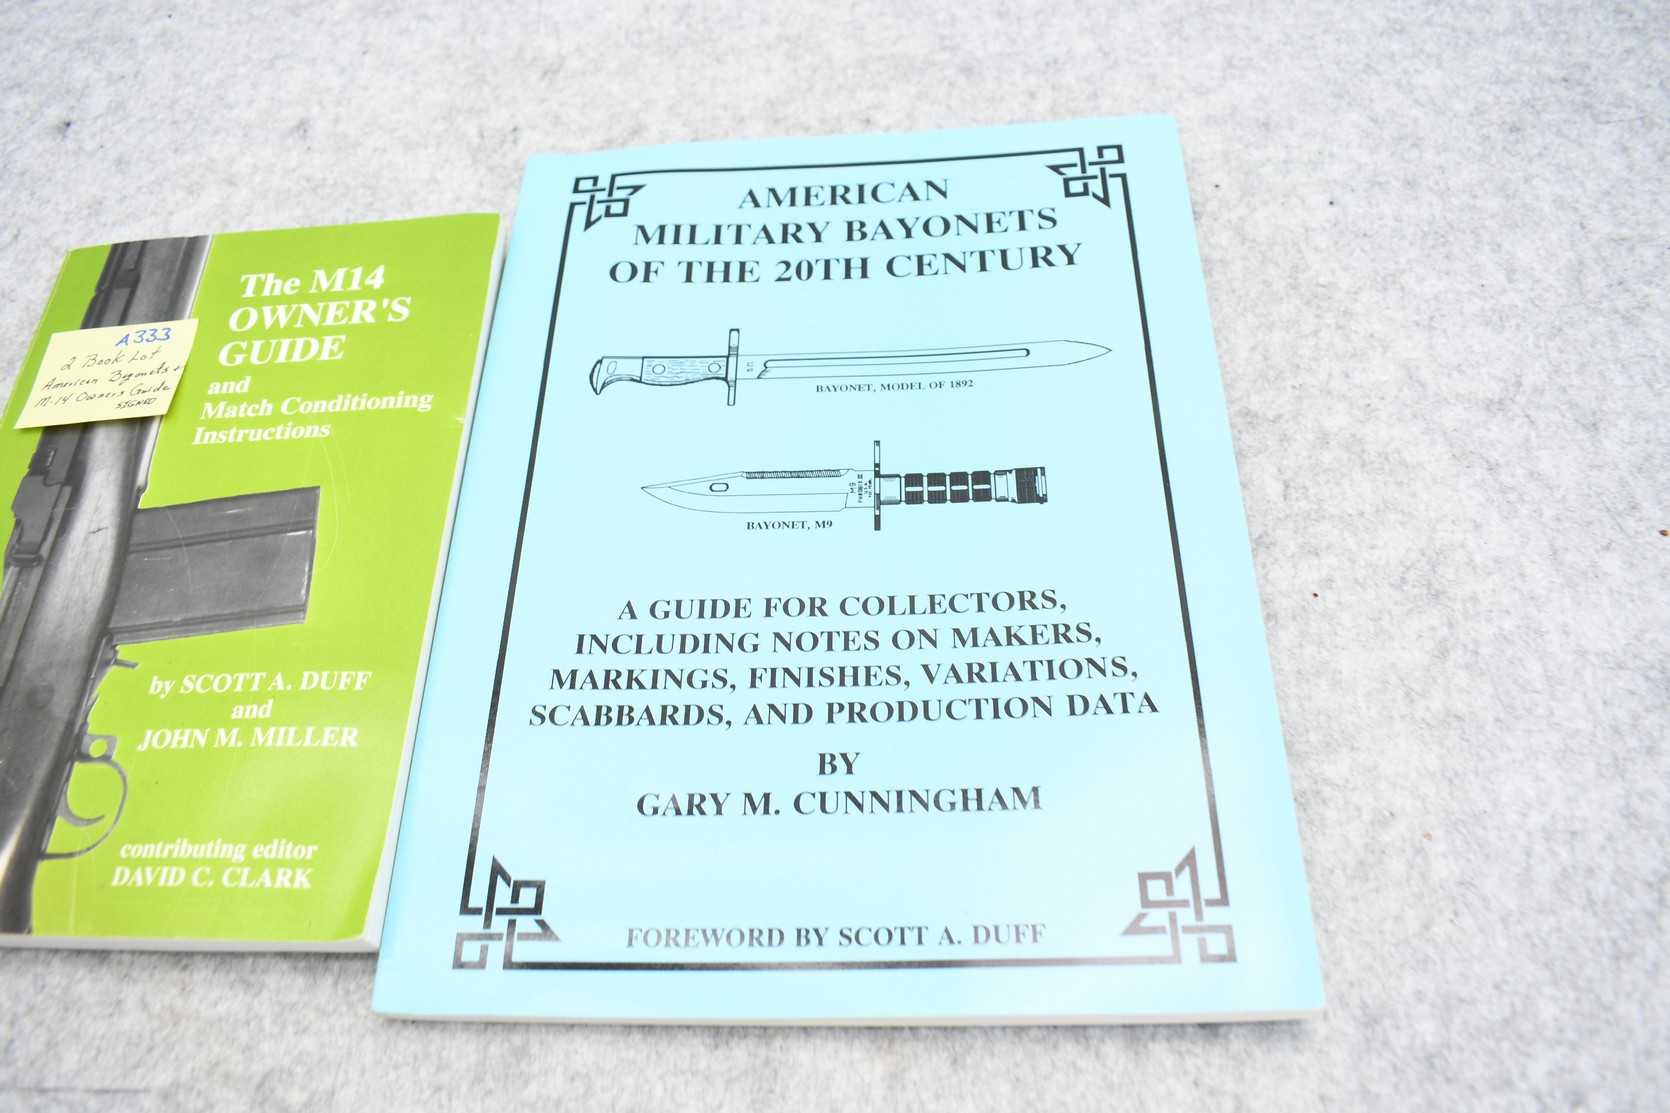 The M14
OWNER'S
GUIDE
and
Match Conditioning
Instructions
A333
2 Book Lot
American Bayonets +
M-14 Owners Guide
SIGNED
by SCOTT A. DUFF
and
JOHN M. MILLER
contributing editor
DAVID C. CLARK
AMERICAN
MILITARY BAYONETS
OF THE 20TH CENTURY
US
BAYONET, MODEL OF 1892
M9
BAYONET, M9
A GUIDE FOR COLLECTORS,
INCLUDING NOTES ON MAKERS,
MARKINGS, FINISHES, VARIATIONS,
SCABBARDS, AND PRODUCTION DATA
BY
GARY M. CUNNINGHAM
FOREWORD BY SCOTT A. DUFF